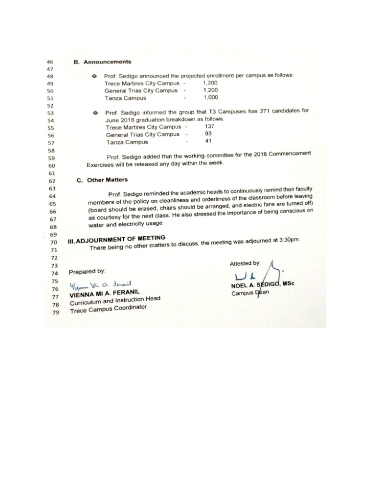 46 B. Announcements
47
48 ❖ Prof. Sedigo announced the projected enrollment per campus as follows:
49 Trece Martires City Campus - 1,200
50 General Trias City Campus - 1,200
51 Tanza Campus - 1,000
52
53 ❖ Prof. Sedigo informed the group that T3 Campuses has 271 candidates for
54 June 2018 graduation breakdown as follows
55 Trece Martires City Campus - 137
56 General Trias City Campus - 93
57 Tanza Campus - 41
58
59 Prof. Sedigo added that the working committee for the 2018 Commencement
60 Exercises will be released any day within the week.
61
62 C. Other Matters
63
64 Prof. Sedigo reminded the academic heads to continuously remind their faculty
65 members of the policy on cleanliness and orderliness of the classroom before leaving
66 (board should be erased, chairs should be arranged, and electric fans are turned off)
67 as courtesy for the next class. He also stressed the importance of being conscious on
68 water and electricity usage.
69
70 III. ADJOURNMENT OF MEETING
71 There being no other matters to discuss, the meeting was adjourned at 3:30pm.
72
73 Attested by:
74 Prepared by:
75
76 NOEL A. SEDIGO, MSc
77 VIENNA MI A. FERANIL Campus Dean
78 Curriculum and Instruction Head
79 Trece Campus Coordinator